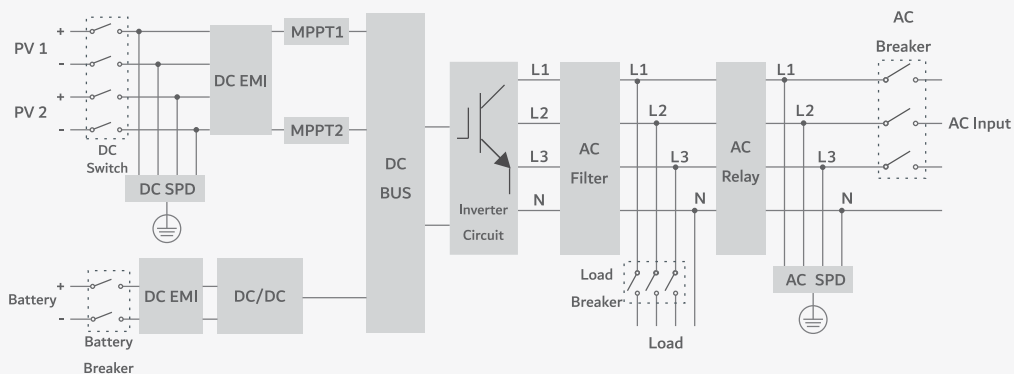 PV 1
+
-
PV 2
+
-
DC
Switch
DC SPD
DC EMI
MPPT1
MPPT2
DC
BUS
Battery
+
-
Battery
Breaker
DC EMI
DC/DC
Inverter
Circuit
L1
L2
L3
N
AC
Filter
L1
L2
L3
N
Load
Breaker
Load
AC
Relay
L1
L2
L3
N
AC SPD
AC
Breaker
AC Input